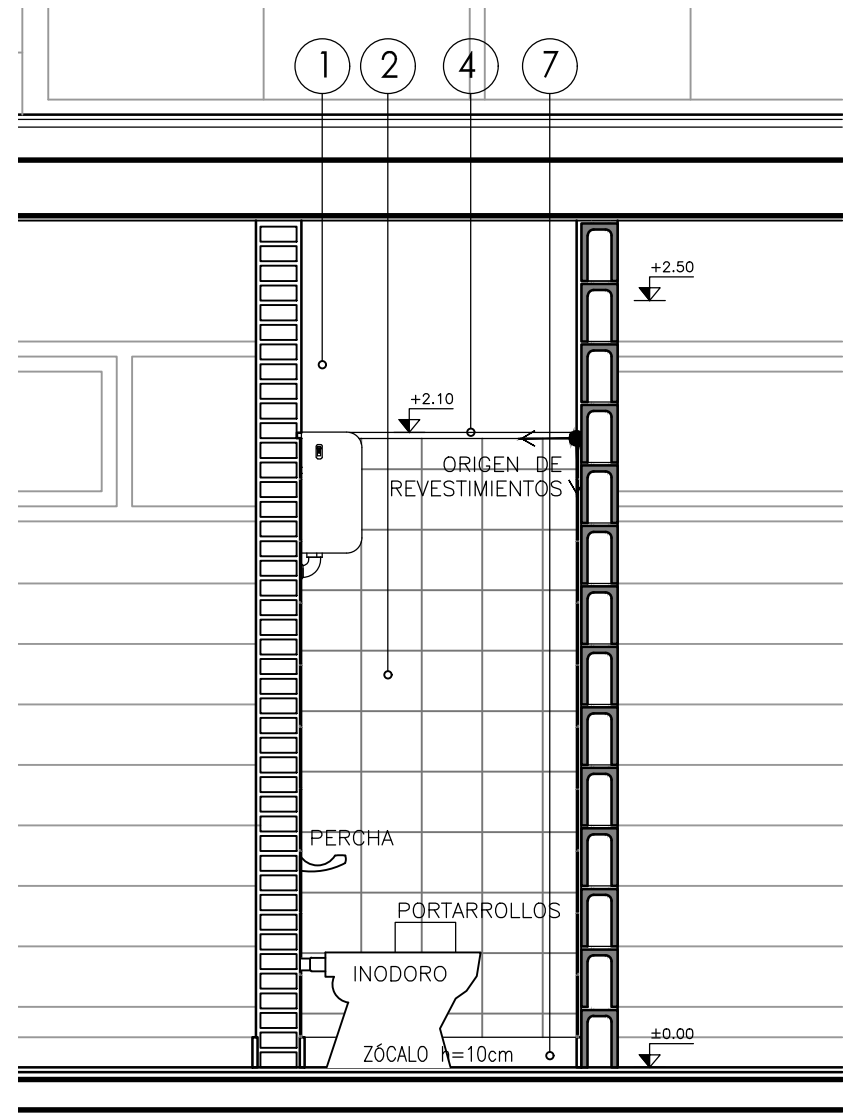 1 2 4 7
+2.50
+2.10
ORIGEN DE
REVESTIMIENTOS
PERCHA
PORTARROLLOS
INODORO
±0.00
ZÓCALO h=10cm